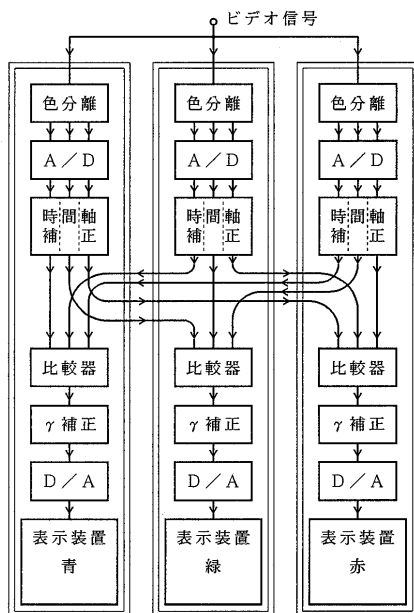 ビデオ信号
色分離
色分離
色分離
A／D
A／D
A／D
時間軸
補正
時間軸
補正
時間軸
補正
比較器
比較器
比較器
γ補正
γ補正
γ補正
D／A
D／A
D／A
表示装置
青
表示装置
緑
表示装置
赤